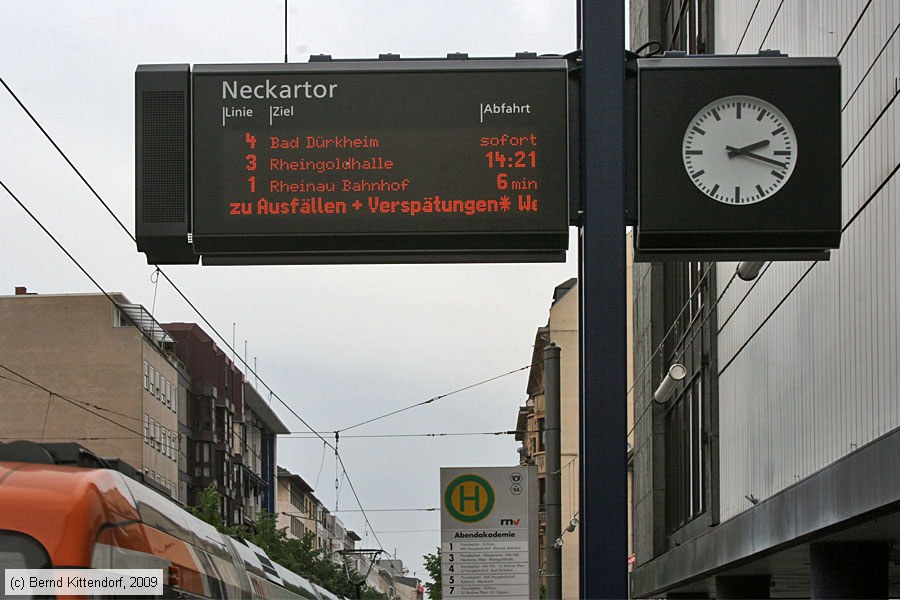 Neckartor
Linie Ziel Abfahrt
4 Bad Dürkheim sofort
3 Rheingoldhalle 14:21
1 Rheinau Bahnhof 6 min
zu Ausfällen + Verspätungen* We
H
94
rnv
Abendakademie
1
3
4
5
7
(c) Bernd Kittendorf, 2009